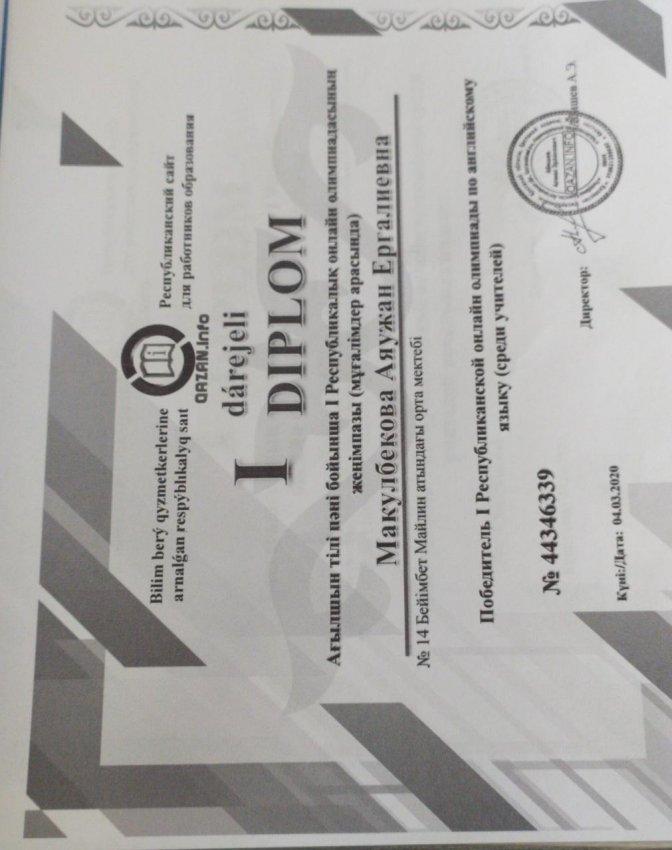 Bilim berý qyzmetkerlerine
arnalǵan respýblıkalyq saıt
QAZAN.info
Республиканский сайт
для работников образования
I dárejeli
DIPLOM
Ағылшын тілі пәні бойынша I Республикалық онлайн олимпиадасының
жеңімпазы (мұғалімдер арасында)
Макулбекова Аяужан Ергалиевна
№ 14 Бейімбет Майлин атындағы орта мектебі
Победитель I Республиканской онлайн олимпиады по английскому
языку (среди учителей)
№ 44346339
Директор:
А.Э.
QAZAN.INFO
Күні:/Дата: 04.03.2020